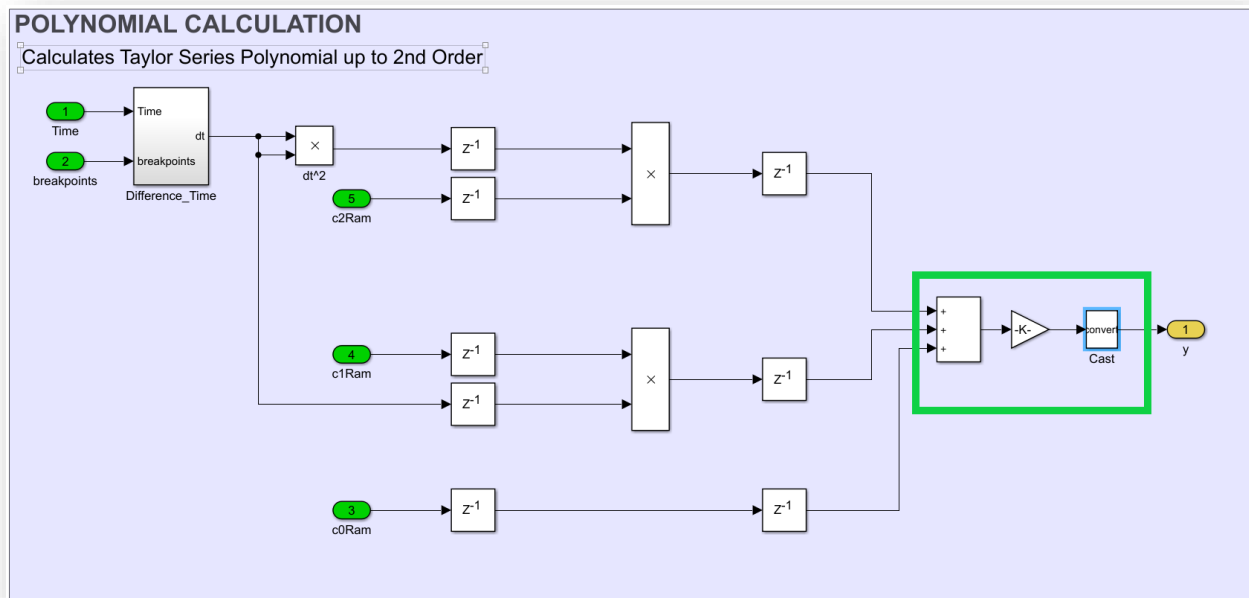 POLYNOMIAL CALCULATION
Calculates Taylor Series Polynomial up to 2nd Order
1
Time
Time
dt
2
breakpoints
breakpoints
Difference_Time
×
dt^2
z-1
5
c2Ram
z-1
×
z-1
4
c1Ram
z-1
z-1
×
z-1
3
c0Ram
z-1
z-1
+
+
+
-K-
convert
Cast
1
y